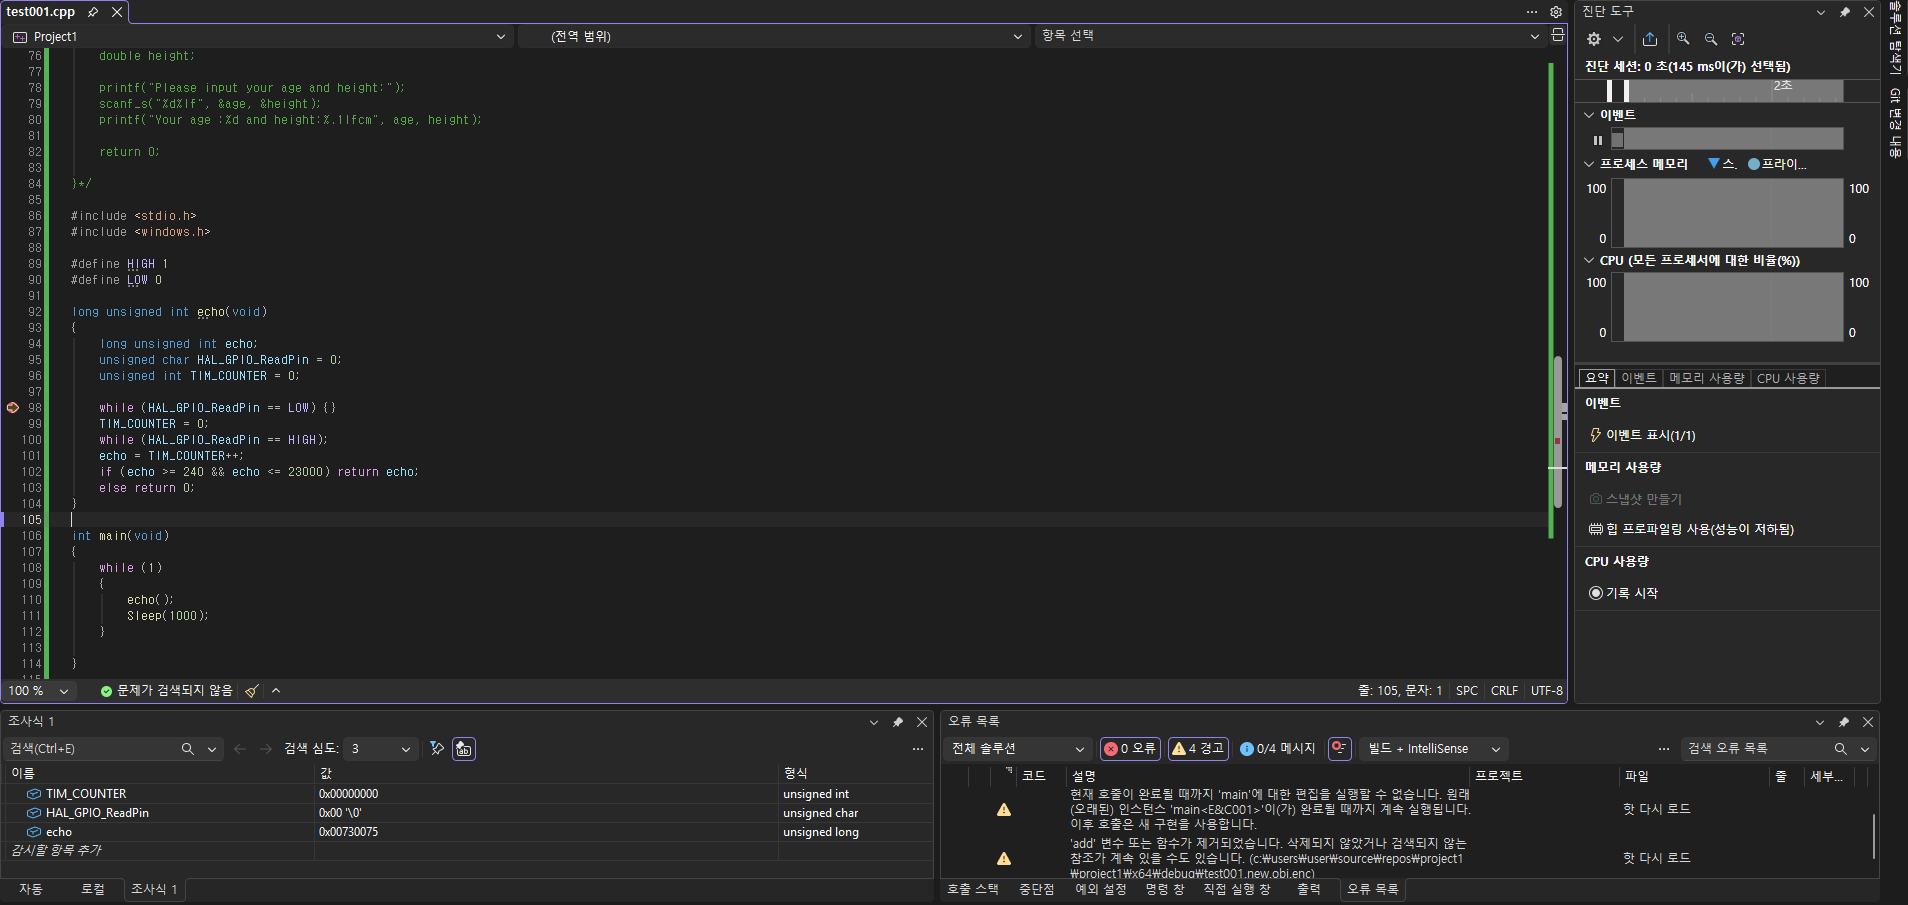 test001.cpp
Project1
(전역 범위)
항목 선택
76 double height;
77
78 printf("Please input your age and height:");
79 scanf_s("%d%lf", &age, &height);
80 printf("Your age :%d and height:%.1lfcm", age, height);
81
82 return 0;
83
84 }*/
85
86 #include <stdio.h>
87 #include <windows.h>
88
89 #define HIGH 1
90 #define LOW 0
91
92 long unsigned int echo(void)
93 {
94 long unsigned int echo;
95 unsigned char HAL_GPIO_ReadPin = 0;
96 unsigned int TIM_COUNTER = 0;
97
98 while (HAL_GPIO_ReadPin == LOW) {}
99 TIM_COUNTER = 0;
100 while (HAL_GPIO_ReadPin == HIGH);
101 echo = TIM_COUNTER++;
102 if (echo >= 240 && echo <= 23000) return echo;
103 else return 0;
104 }
105
106 int main(void)
107 {
108 while (1)
109 {
110 echo();
111 Sleep(1000);
112 }
113
114 }
100 %
문제가 검색되지 않음
줄: 105, 문자: 1 SPC CRLF UTF-8
진단 도구
진단 세션: 0 초(145 ms이(가) 선택됨)
2초
이벤트
프로세스 메모리 스. 프라이...
100 100
0 0
CPU (모든 프로세서에 대한 비율(%))
100 100
0 0
요약 이벤트 메모리 사용량 CPU 사용량
이벤트
이벤트 표시(1/1)
메모리 사용량
스냅샷 만들기
힙 프로파일링 사용(성능이 저하됨)
CPU 사용량
기록 시작
솔루션 탐색기
Git 변경 내용
조사식 1
검색(Ctrl+E) 검색 심도: 3
이름 값 형식
TIM_COUNTER 0x00000000 unsigned int
HAL_GPIO_ReadPin 0x00 '\0' unsigned char
echo 0x00730075 unsigned long
감시할 항목 추가
자동 로컬 조사식 1
오류 목록
전체 솔루션 0 오류 4 경고 0/4 메시지 빌드 + IntelliSense 검색 오류 목록
코드 설명 프로젝트 파일 줄 세부...
현재 호출이 완료될 때까지 'main'에 대한 편집을 실행할 수 없습니다. 원래
(오래된) 인스턴스 'main<E&C001>'이(가) 완료될 때까지 계속 실행됩니다.
이후 호출은 새 구현을 사용합니다.
핫 다시 로드
'add' 변수 또는 함수가 제거되었습니다. 삭제되지 않았거나 검색되지 않는
참조가 계속 있을 수도 있습니다. (c:₩users₩user₩source₩repos₩project1
₩project1₩x64₩debug₩test001.new.obj.enc)
핫 다시 로드
호출 스택 중단점 예외 설정 명령 창 직접 실행 창 출력 오류 목록